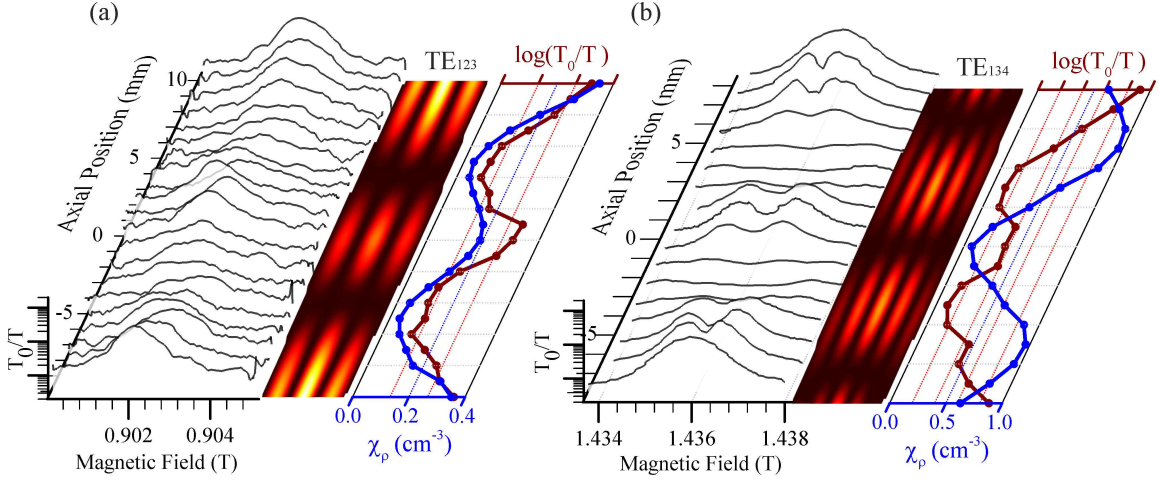 (a)
TE₁₂₃
log(T₀/T)
Axial Position (mm)
10
5
0
-5
T₀/T
0.902
0.904
Magnetic Field (T)
0.0
0.2
0.4
χρ (cm⁻³)
(b)
TE₁₃₄
log(T₀/T)
Axial Position (mm)
5
0
5
T₀/T
1.434
1.436
1.438
Magnetic Field (T)
0.0
0.5
1.0
χρ (cm⁻³)